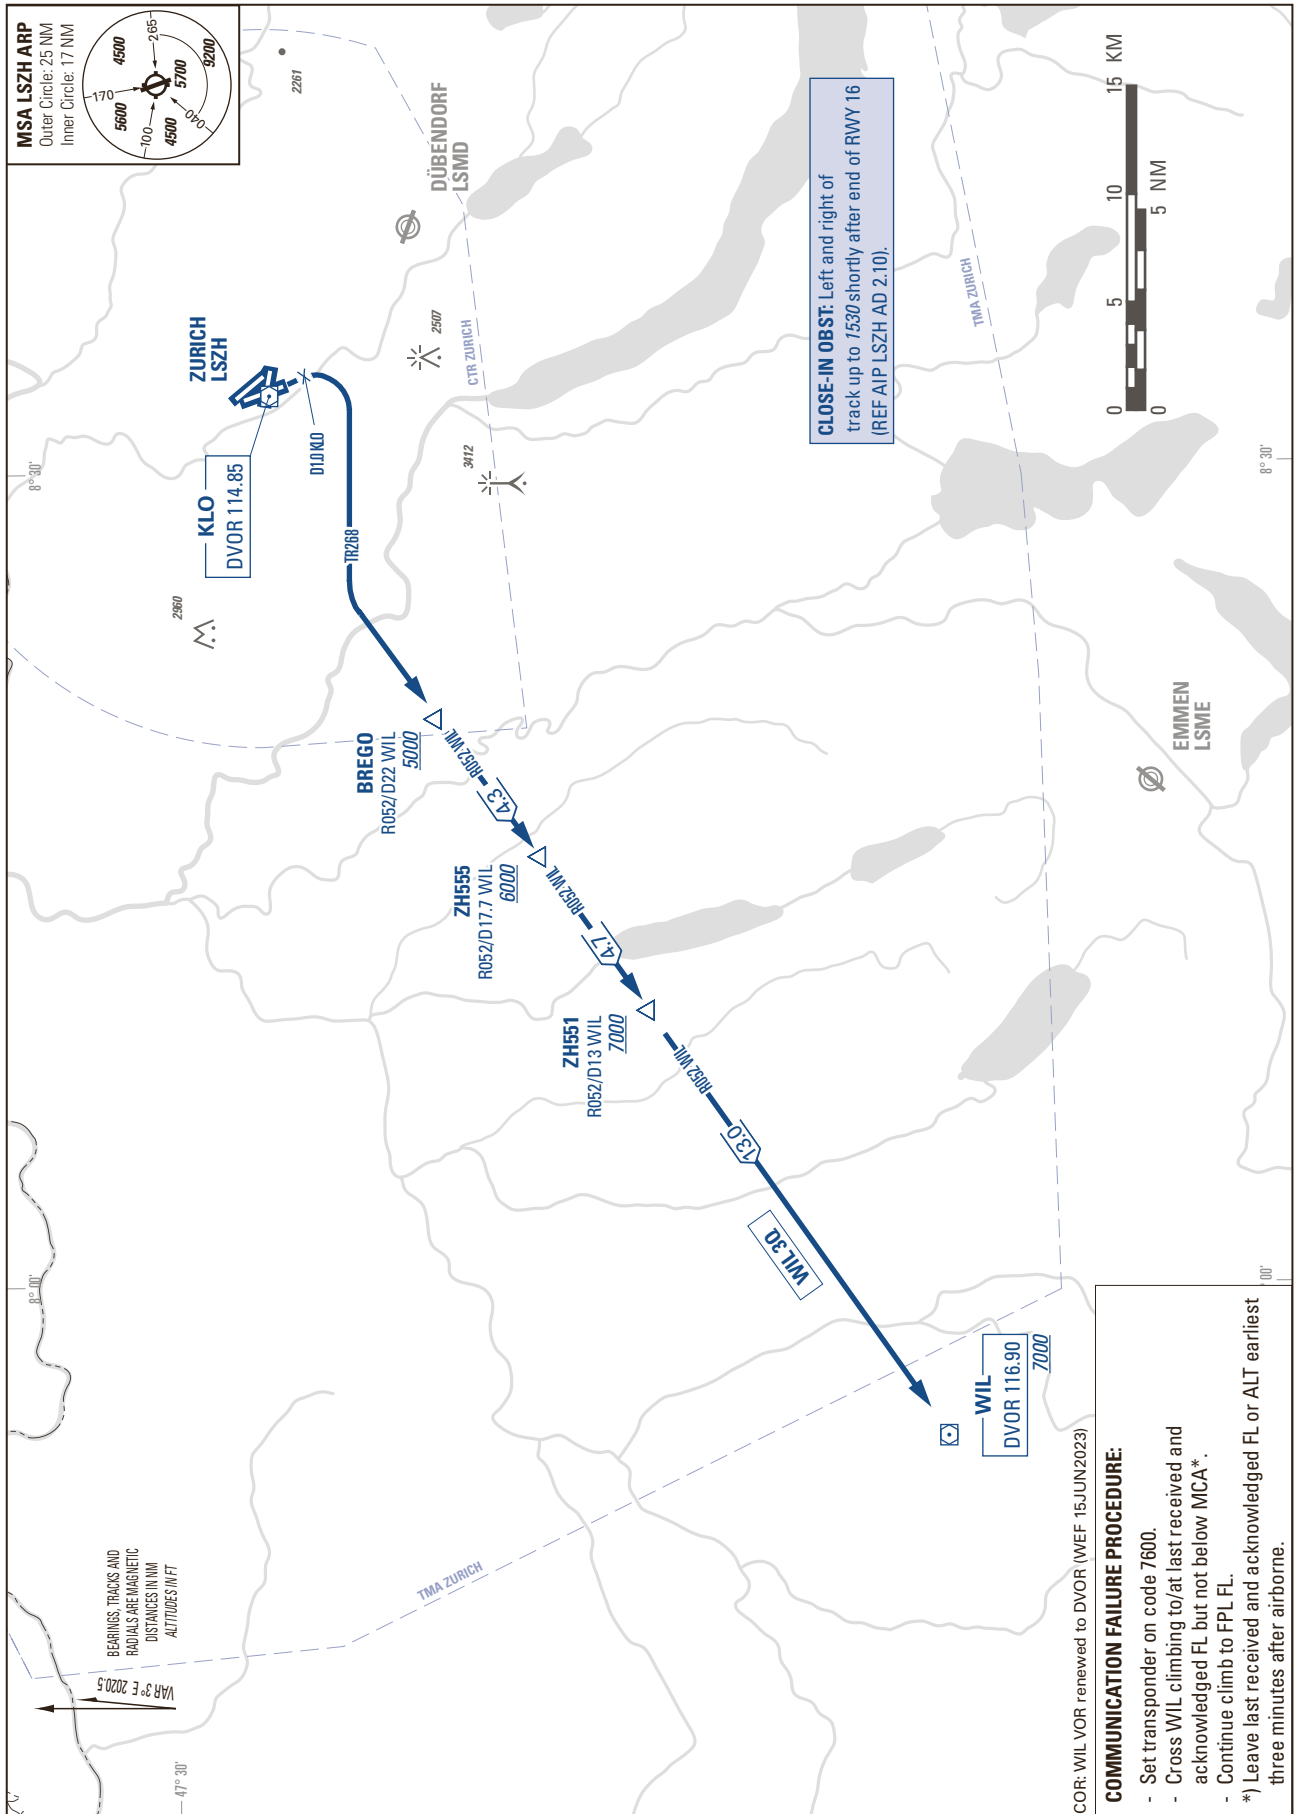 MSA LSZH ARP
Outer Circle: 25 NM
Inner Circle: 17 NM
4500
265
170
5600
5700
9200
100
4500
040
2261
DÜBENDORF
LSMD
ZURICH
LSZH
KLO
DVOR 114.85
D1.0 KLO
8° 30'
2960
2507
CTR ZURICH
3412
TR268
CLOSE-IN OBST: Left and right of
track up to 1530 shortly after end of RWY 16
(REF AIP LSZH AD 2.10).
TMA ZURICH
0
5
10
15 KM
0
5 NM
8° 30'
BREGO
R052/D22 WIL
5000
R052 WIL
4.3
ZH555
R052/D17.7 WIL
6000
R052 WIL
4.7
ZH551
R052/D13 WIL
7000
R052 WIL
13.0
WIL 3Q
EMMEN
LSME
WIL
DVOR 116.90
7000
8° 00'
00'
TMA ZURICH
BEARINGS, TRACKS AND
RADIALS ARE MAGNETIC
DISTANCES IN NM
ALTITUDES IN FT
VAR 3° E 2020.5
47° 30'
COR: WIL VOR renewed to DVOR (WEF 15JUN2023)
COMMUNICATION FAILURE PROCEDURE:
- Set transponder on code 7600.
- Cross WIL climbing to/at last received and
acknowledged FL but not below MCA*.
- Continue climb to FPL FL.
*) Leave last received and acknowledged FL or ALT earliest
three minutes after airborne.